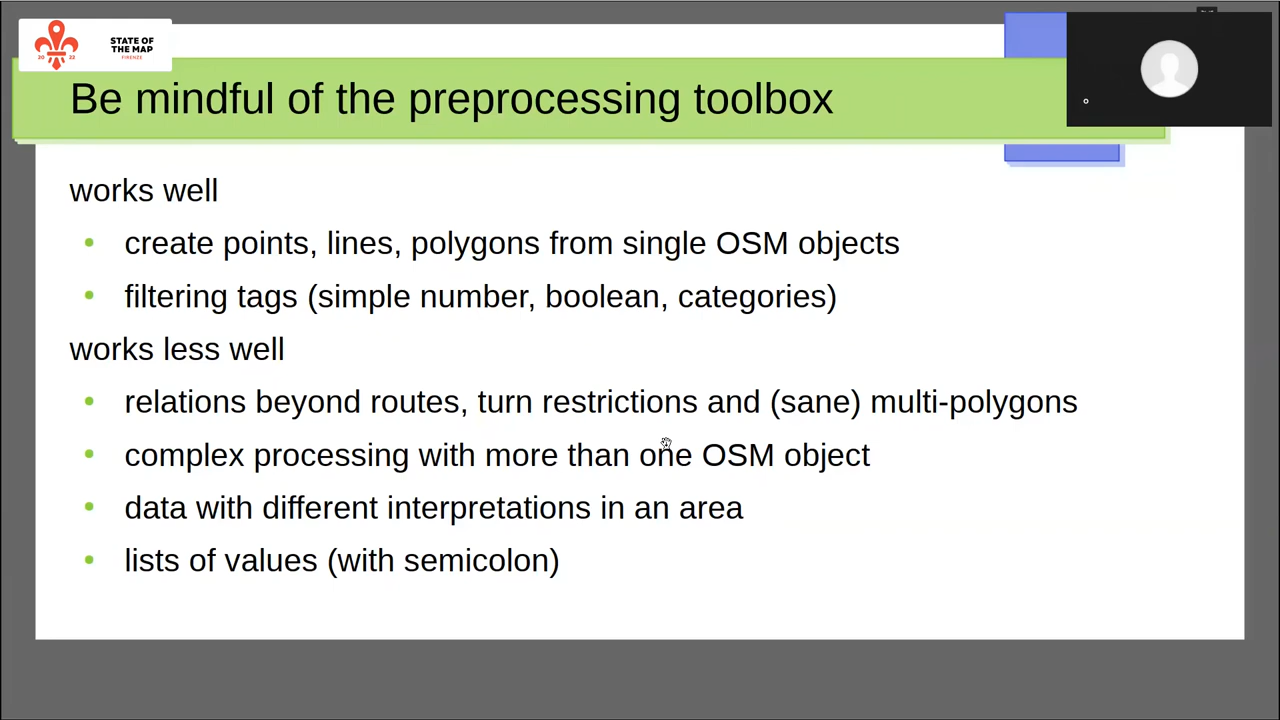 STATE OF
THE MAP
FIRENZE
2022
Be mindful of the preprocessing toolbox
works well
create points, lines, polygons from single OSM objects
filtering tags (simple number, boolean, categories)
works less well
relations beyond routes, turn restrictions and (sane) multi-polygons
complex processing with more than one OSM object
data with different interpretations in an area
lists of values (with semicolon)